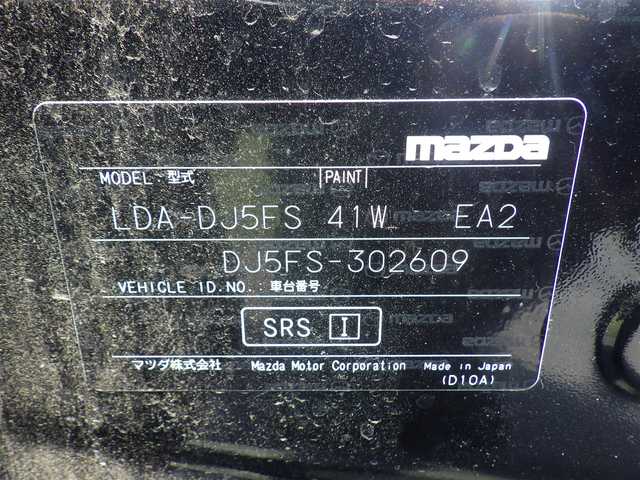 mazda
MODEL 型式 PAINT
LDA-DJ5FS 41W EA2
DJ5FS-302609
VEHICLE ID.NO.:車台番号
SRS I
マツダ株式会社 Mazda Motor Corporation Made in Japan
(D10A)